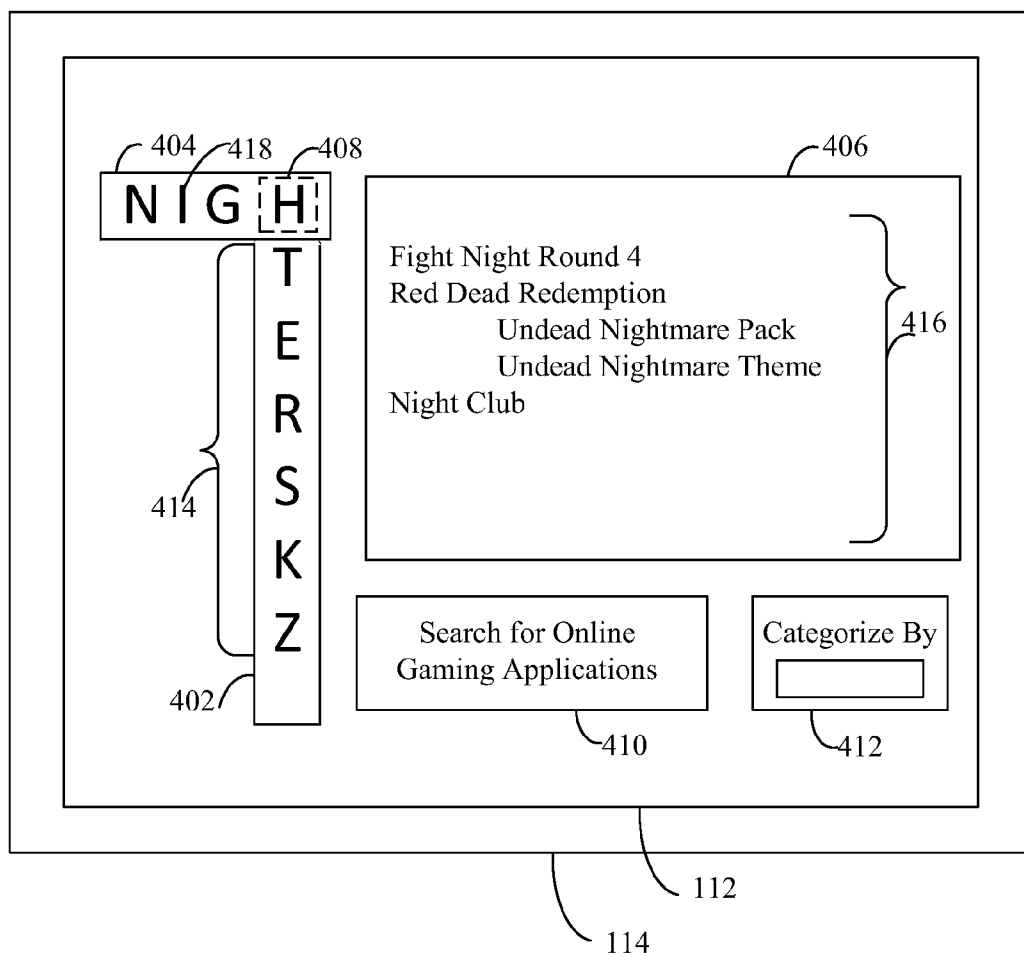 404
418
408
406
N I G H
T
E
R
S
K
Z
Fight Night Round 4
Red Dead Redemption
Undead Nightmare Pack
Undead Nightmare Theme
Night Club
416
414
402
Search for Online
Gaming Applications
Categorize By
410
412
112
114